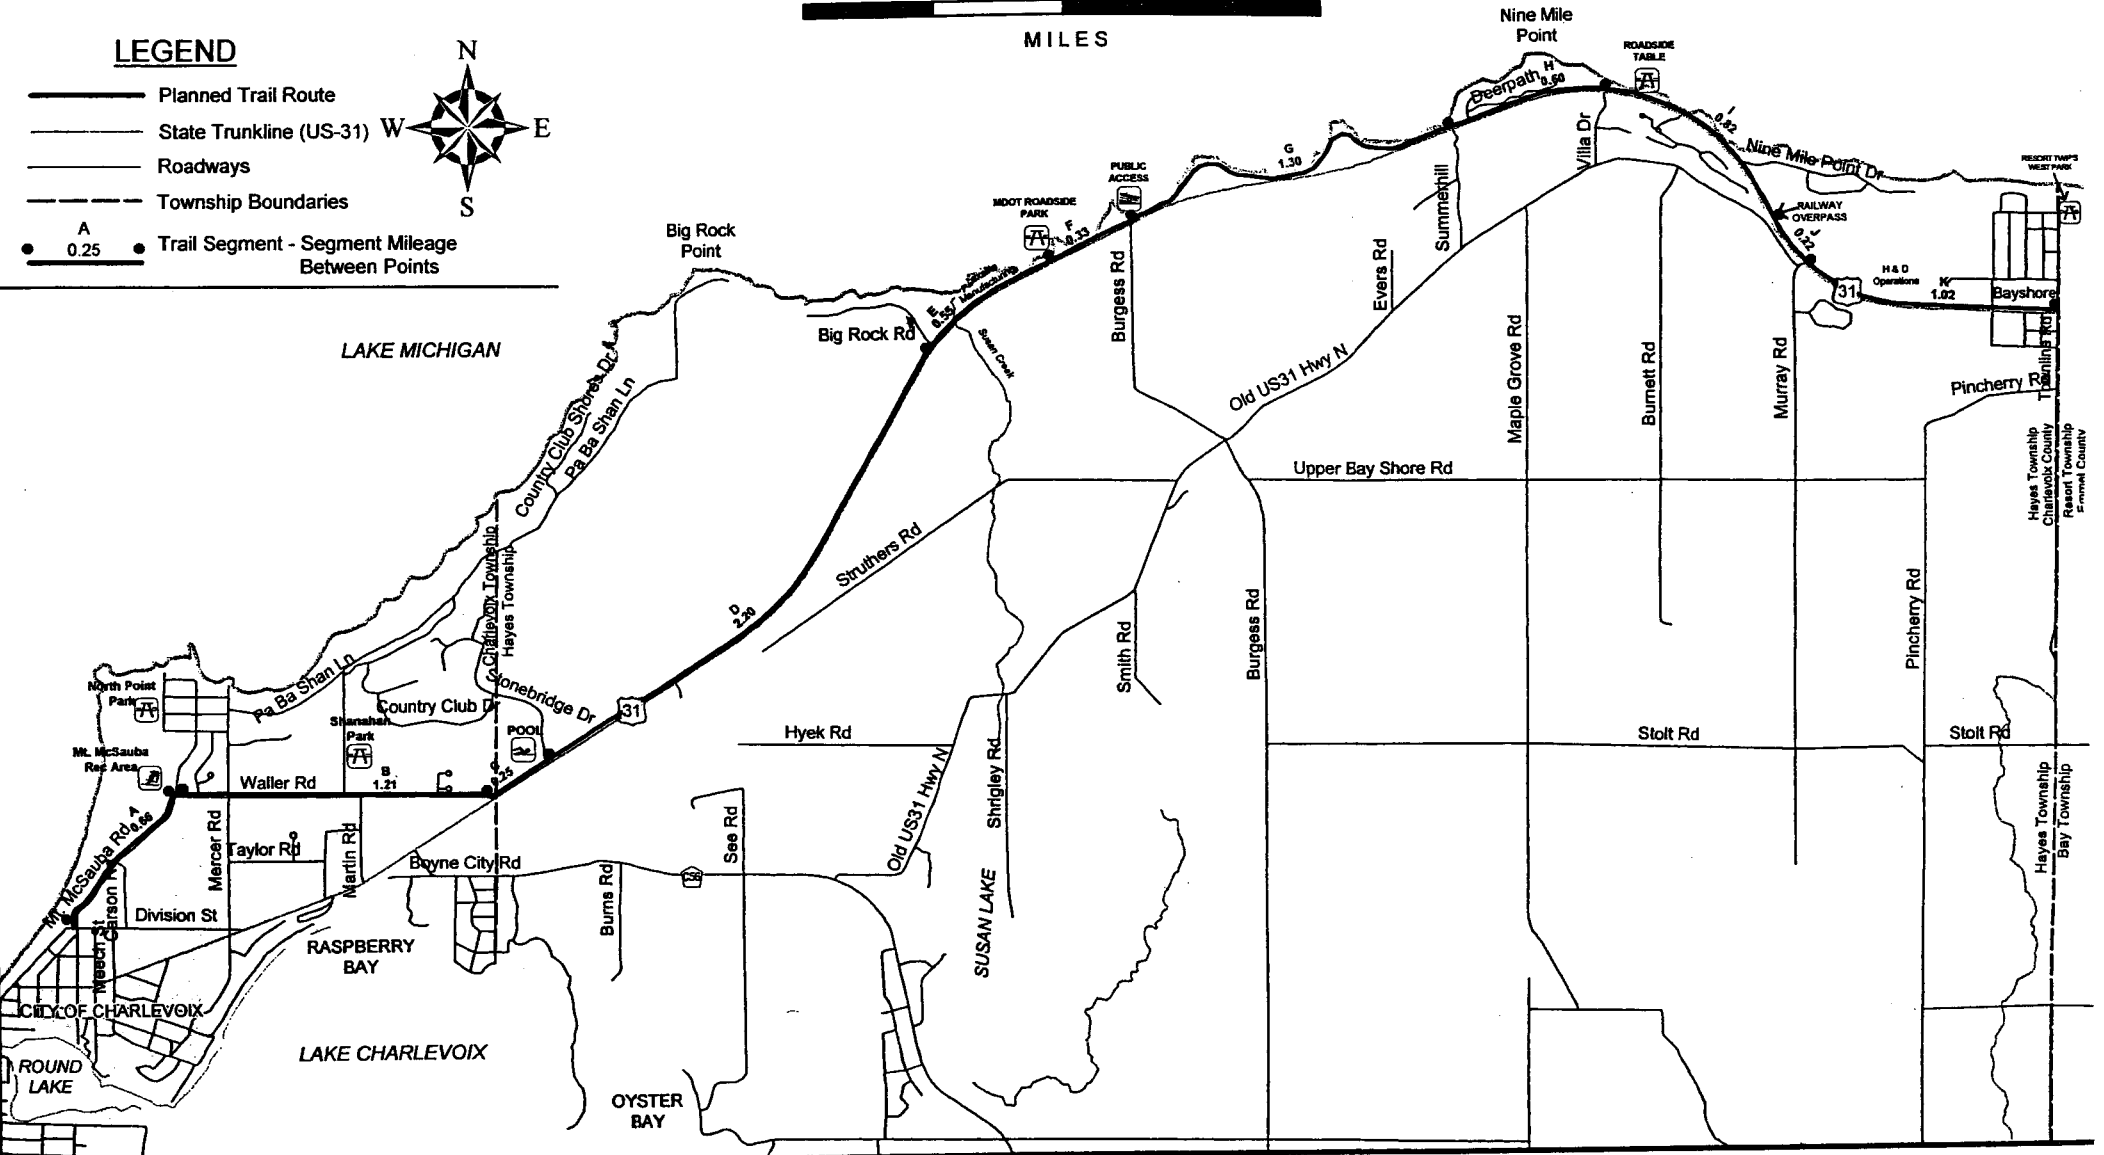 MILES
LEGEND
Planned Trail Route
State Trunkline (US-31)
Roadways
Township Boundaries
A
0.25
Trail Segment - Segment Mileage
Between Points
N
W
E
S
Nine Mile
Point
ROADSIDE
TABLE
Deerpath
H
0.60
I
0.82
Nine Mile Point Dr
RESORT TWP'S
WEST PARK
Villa Dr
G
1.30
PUBLIC
ACCESS
MDOT ROADSIDE
PARK
F
0.33
Summerhill
RAILWAY
OVERPASS
J
0.22
Big Rock
Point
Manufacturing
E
0.55
Burgess Rd
Evers Rd
H & D
Operations
K
1.02
31
Bayshore
Big Rock Rd
Susan Creek
LAKE MICHIGAN
Country Club Shores Dr
Pa Ba Shan Ln
Old US31 Hwy N
Maple Grove Rd
Burnett Rd
Murray Rd
Pincherry Rd
Townline Rd
Upper Bay Shore Rd
Hayes Township
Charlevoix County
Resort Township
Emmet County
Charlevoix Township
Hayes Township
Struthers Rd
D
2.20
Smith Rd
Burgess Rd
Pincherry Rd
North Point
Park
Pa Ba Shan Ln
Stonebridge Dr
Country Club Dr
31
Shanahan
Park
POOL
Hyek Rd
Stolt Rd
Stolt Rd
Mt. McSauba
Rec Area
Waller Rd
B
1.21
C
0.25
Old US31 Hwy N
Shrigley Rd
Hayes Township
Bay Township
Mt. McSauba Rd
A
0.66
Mercer Rd
Taylor Rd
Martin Rd
Boyne City Rd
See Rd
C56
Carson Rd
Division St
Burns Rd
Meech St
RASPBERRY
BAY
SUSAN LAKE
CITY OF CHARLEVOIX
LAKE CHARLEVOIX
ROUND
LAKE
OYSTER
BAY